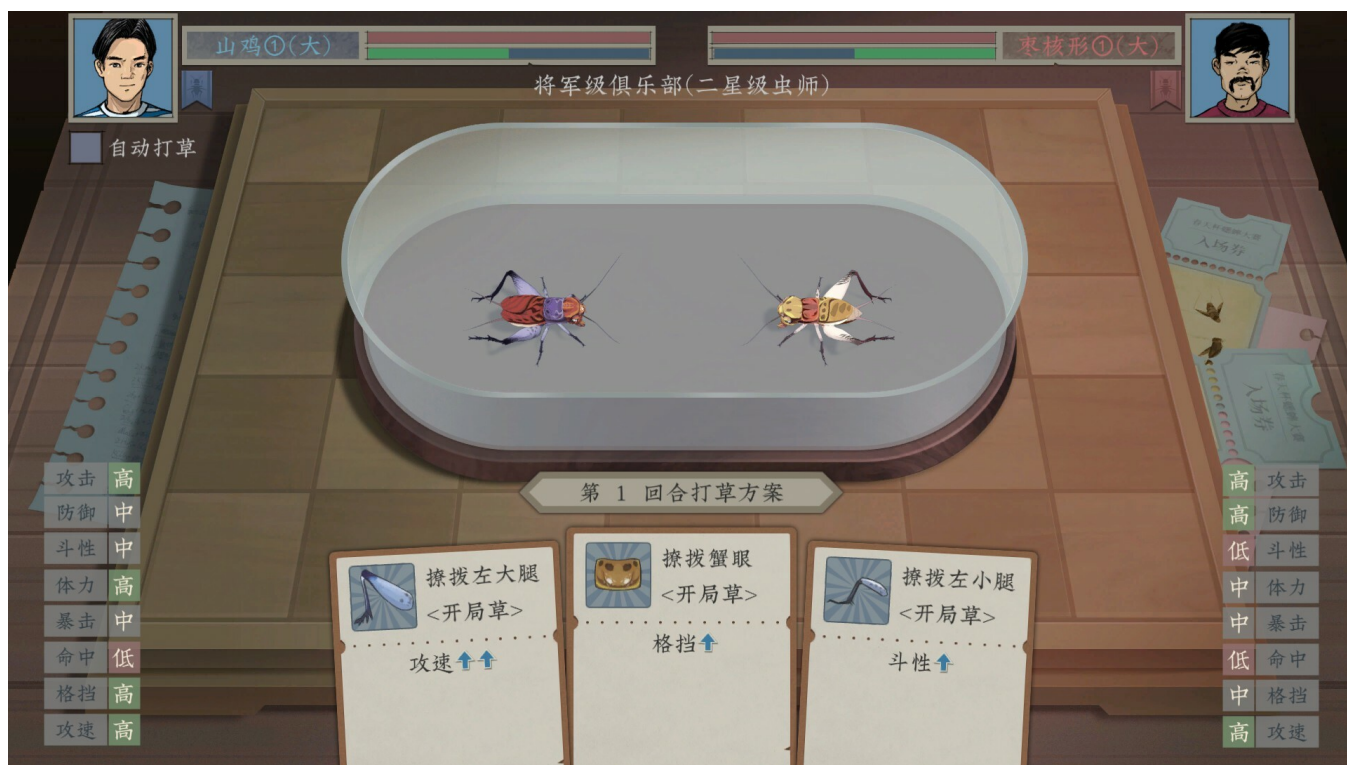 山鸡①(大)
枣核形①(大)
将军级俱乐部(二星级虫师)
自动打草
入场券
入场券
攻击 高
防御 中
斗性 中
体力 高
暴击 中
命中 低
格挡 高
攻速 高
高 攻击
高 防御
低 斗性
中 体力
中 暴击
低 命中
中 格挡
高 攻速
第 1 回合打草方案
撩拨左大腿
<开局草>
攻速
撩拨蟹眼
<开局草>
格挡
撩拨左小腿
<开局草>
斗性